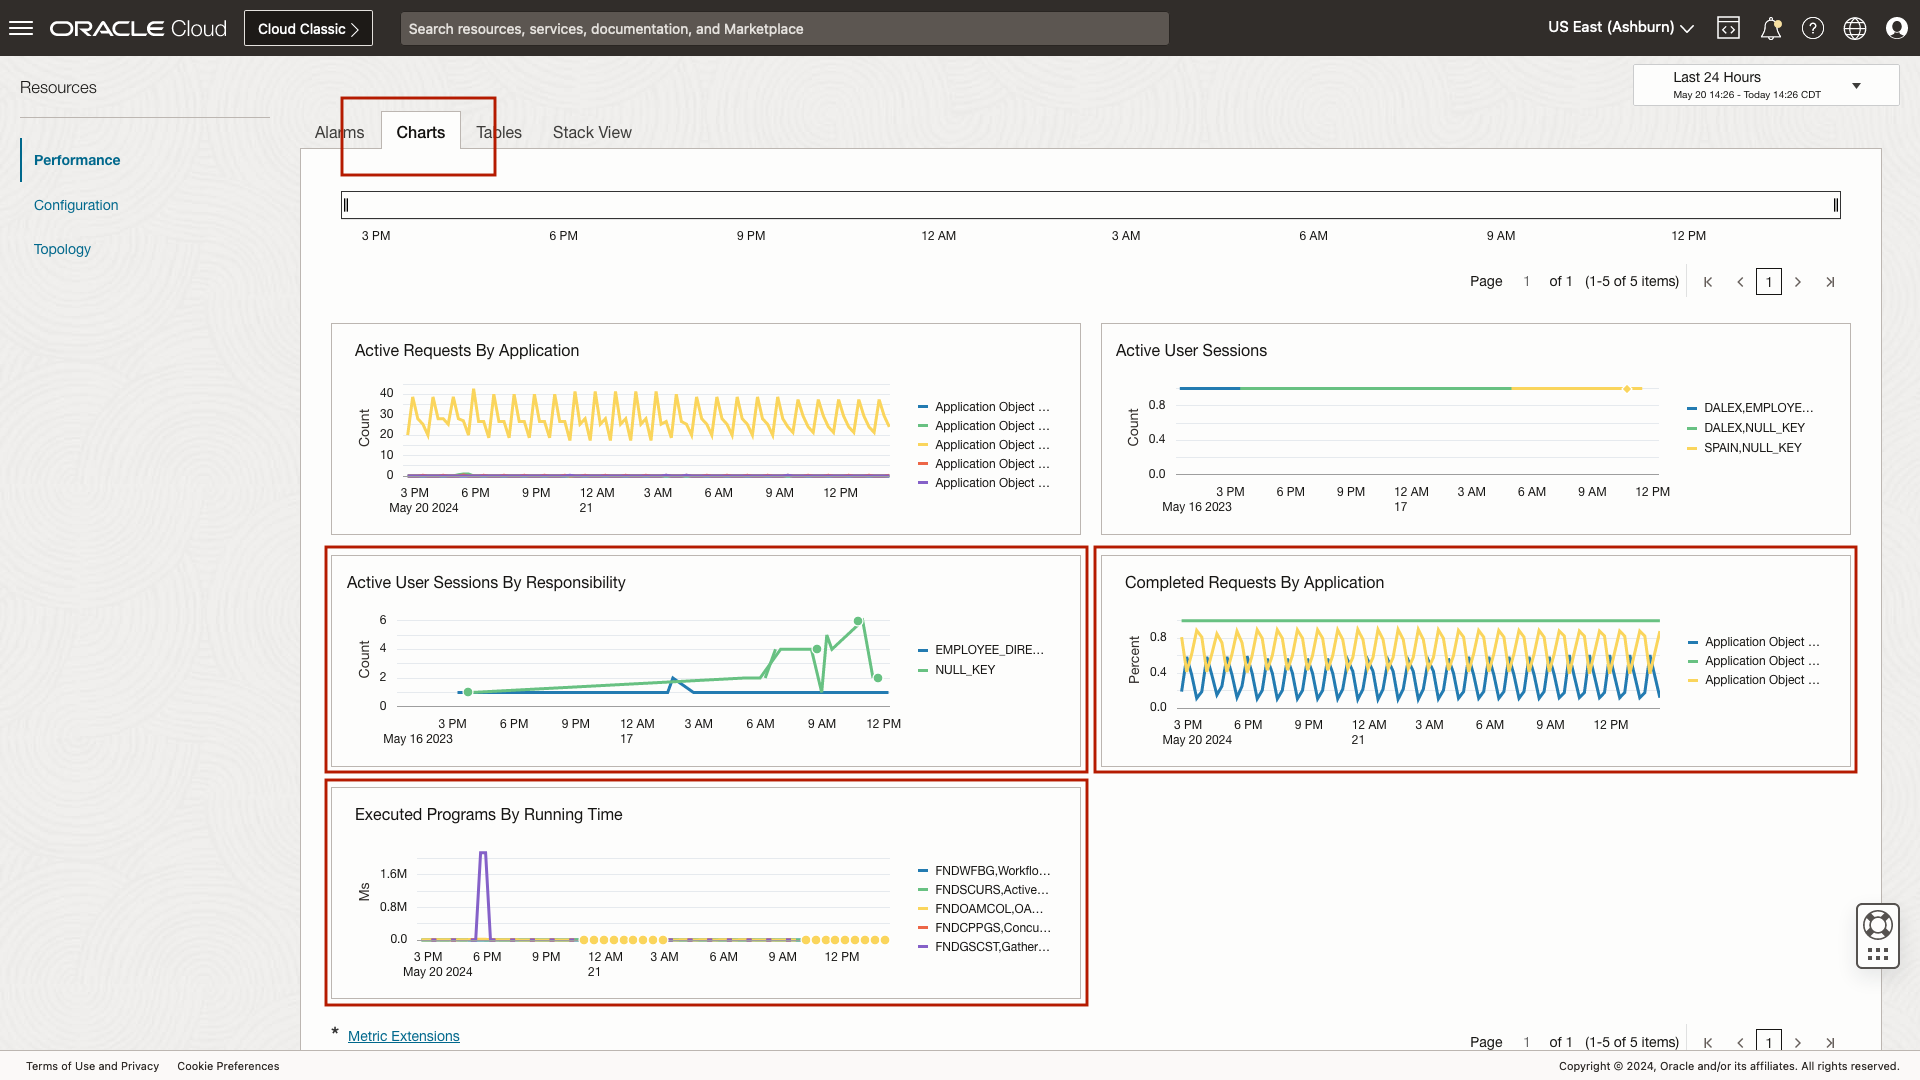 ORACLE Cloud
Cloud Classic
Search resources, services, documentation, and Marketplace
US East (Ashburn)
Resources
Performance
Configuration
Topology
Last 24 Hours
May 20 14:26 - Today 14:26 CDT
Alarms Charts Tables Stack View
3 PM 6 PM 9 PM 12 AM 3 AM 6 AM 9 AM 12 PM
Page 1 of 1 (1-5 of 5 items) 1
Active Requests By Application
Count
40
30
20
10
0
3 PM 6 PM 9 PM 12 AM 3 AM 6 AM 9 AM 12 PM
May 20 2024 21
Application Object ...
Application Object ...
Application Object ...
Application Object ...
Application Object ...
Active User Sessions
Count
0.8
0.4
0.0
3 PM 6 PM 9 PM 12 AM 3 AM 6 AM 9 AM 12 PM
May 16 2023 17
DALEX,EMPLOYE...
DALEX,NULL_KEY
SPAIN,NULL_KEY
Active User Sessions By Responsibility
Count
6
4
2
0
3 PM 6 PM 9 PM 12 AM 3 AM 6 AM 9 AM 12 PM
May 16 2023 17
EMPLOYEE_DIRE...
NULL_KEY
Completed Requests By Application
Percent
0.8
0.4
0.0
3 PM 6 PM 9 PM 12 AM 3 AM 6 AM 9 AM 12 PM
May 20 2024 21
Application Object ...
Application Object ...
Application Object ...
Executed Programs By Running Time
Ms
1.6M
0.8M
0.0
3 PM 6 PM 9 PM 12 AM 3 AM 6 AM 9 AM 12 PM
May 20 2024 21
FNDWFBG,Workflo...
FNDSCURS,Active...
FNDOAMCOL,OA...
FNDCPPGS,Concu...
FNDGSCST,Gather...
* Metric Extensions
Page 1 of 1 (1-5 of 5 items) 1
Terms of Use and Privacy Cookie Preferences
Copyright © 2024, Oracle and/or its affiliates. All rights reserved.